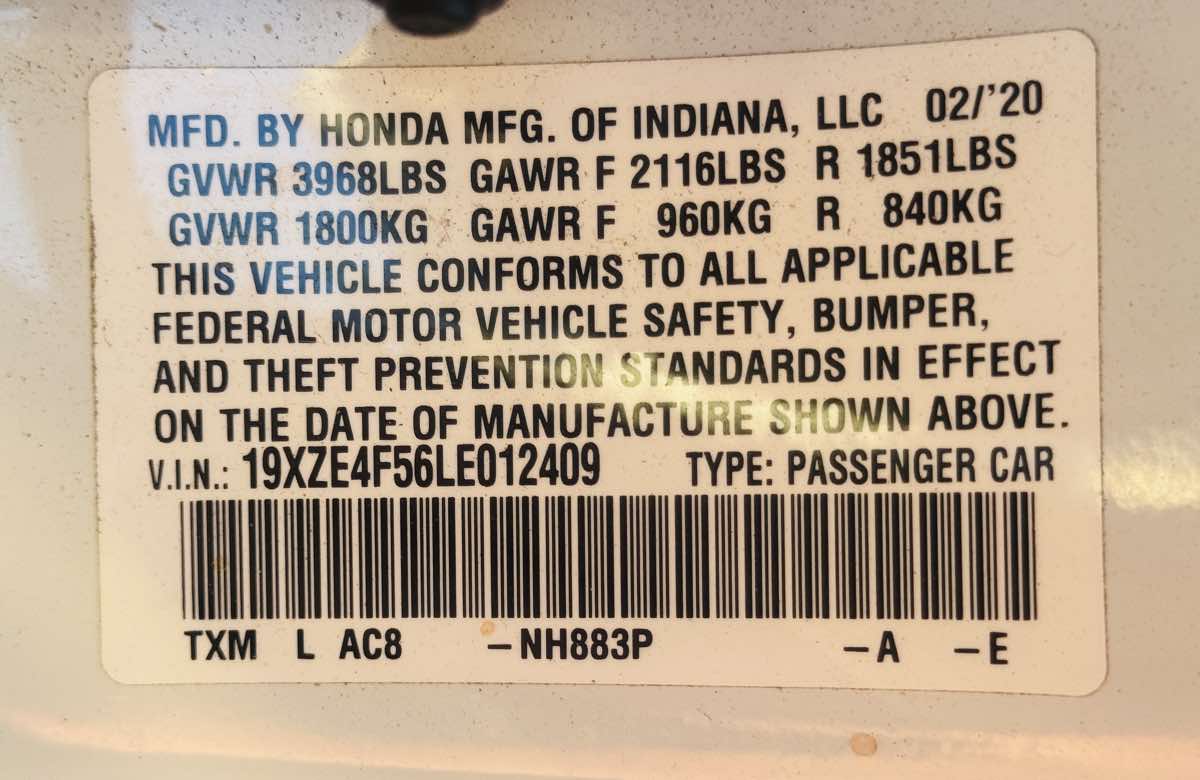 MFD. BY HONDA MFG. OF INDIANA, LLC 02/'20
GVWR 3968LBS GAWR F 2116LBS R 1851LBS
GVWR 1800KG GAWR F 960KG R 840KG
THIS VEHICLE CONFORMS TO ALL APPLICABLE
FEDERAL MOTOR VEHICLE SAFETY, BUMPER,
AND THEFT PREVENTION STANDARDS IN EFFECT
ON THE DATE OF MANUFACTURE SHOWN ABOVE.
V.I.N.: 19XZE4F56LE012409 TYPE: PASSENGER CAR
TXM L AC8 –NH883P –A –E